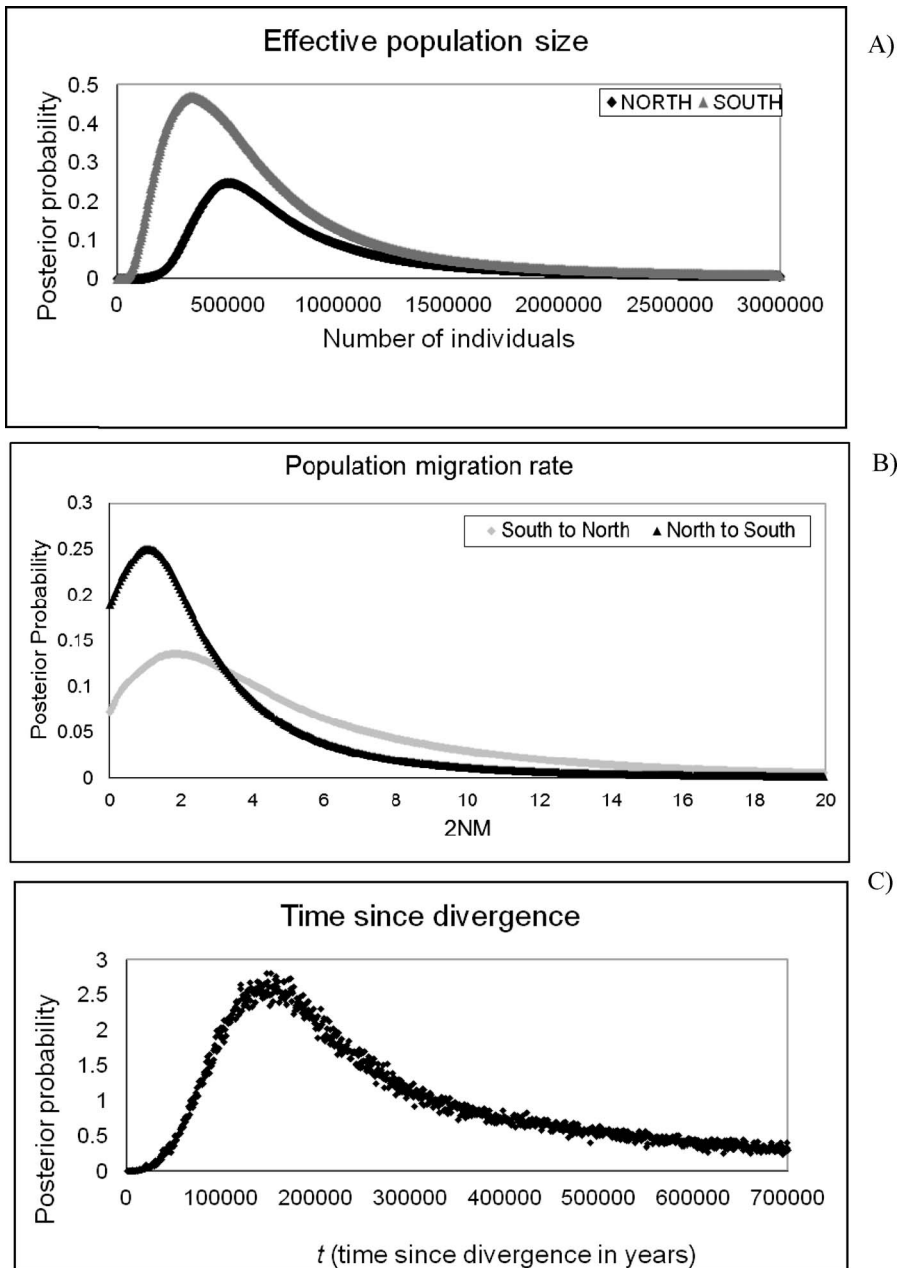 Effective population size
A)
0.5
0.4
0.3
0.2
0.1
0
NORTH SOUTH
Posterior probability
0 500000 1000000 1500000 2000000 2500000 3000000
Number of individuals
Population migration rate
B)
0.3
0.25
0.2
0.15
0.1
0.05
0
South to North North to South
Posterior Probability
0 2 4 6 8 10 12 14 16 18 20
2NM
C)
Time since divergence
3
2.5
2
1.5
1
0.5
0
Posterior probability
0 100000 200000 300000 400000 500000 600000 700000
t (time since divergence in years)